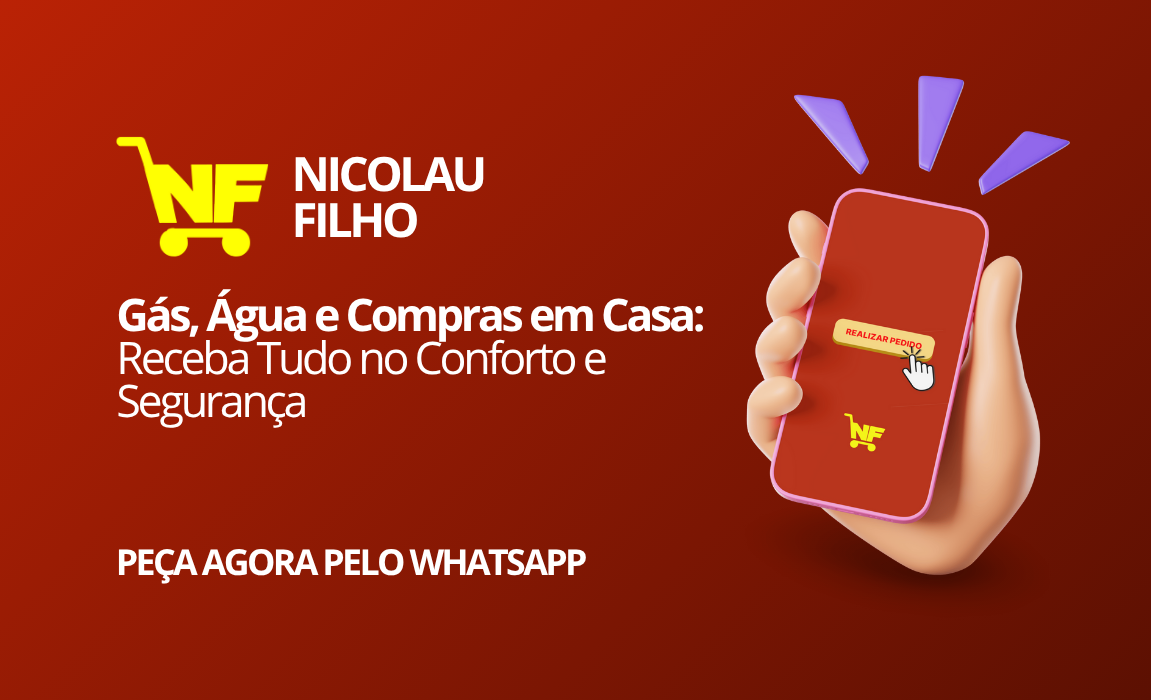 NF
NICOLAU
FILHO
Gás, Água e Compras em Casa:
Receba Tudo no Conforto e
Segurança
PEÇA AGORA PELO WHATSAPP
REALIZAR PEDIDO
NF